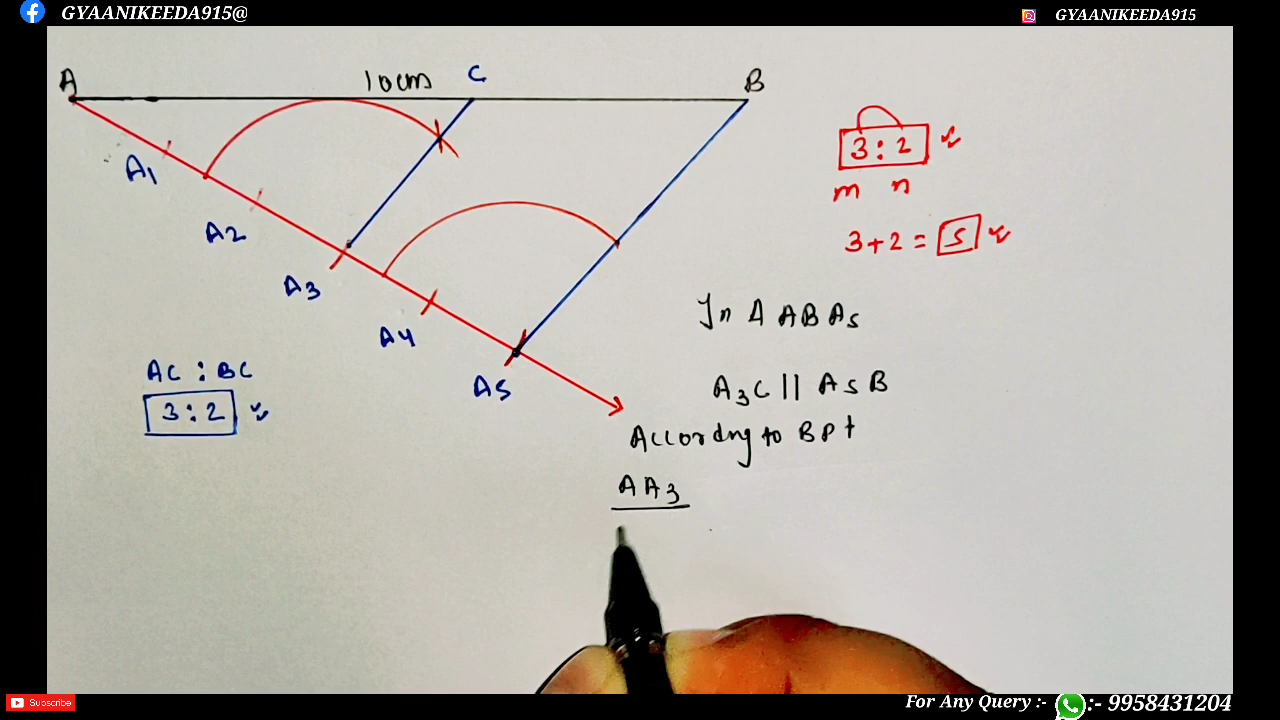 GYAANIKEEDA915@
GYAANIKEEDA915
A 10cm C B
3:2
m n
3+2=5
A1
A2
A3
A4
A5
In Δ ABA5
A3C || A5B
AC : BC
3:2
Accordng to BPt
AA3
Subscribe
For Any Query :- :- 9958431204